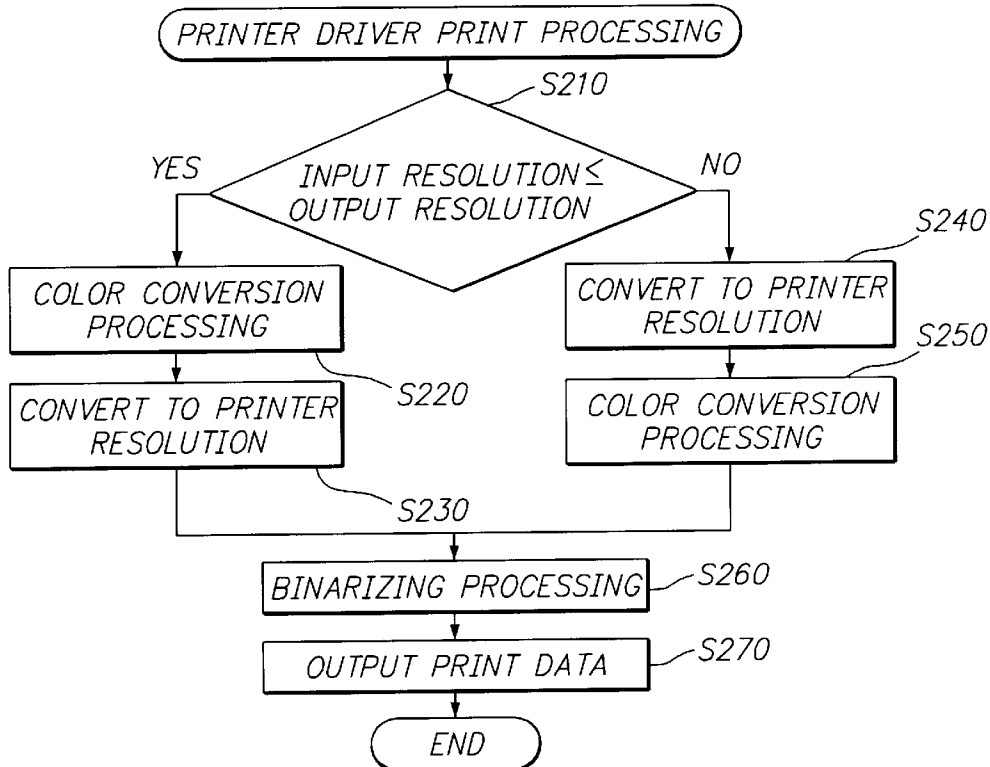 PRINTER DRIVER PRINT PROCESSING
S210
YES
INPUT RESOLUTION≤
OUTPUT RESOLUTION
NO
COLOR CONVERSION
PROCESSING
S220
CONVERT TO PRINTER
RESOLUTION
S230
S240
CONVERT TO PRINTER
RESOLUTION
S250
COLOR CONVERSION
PROCESSING
BINARIZING PROCESSING
S260
OUTPUT PRINT DATA
S270
END